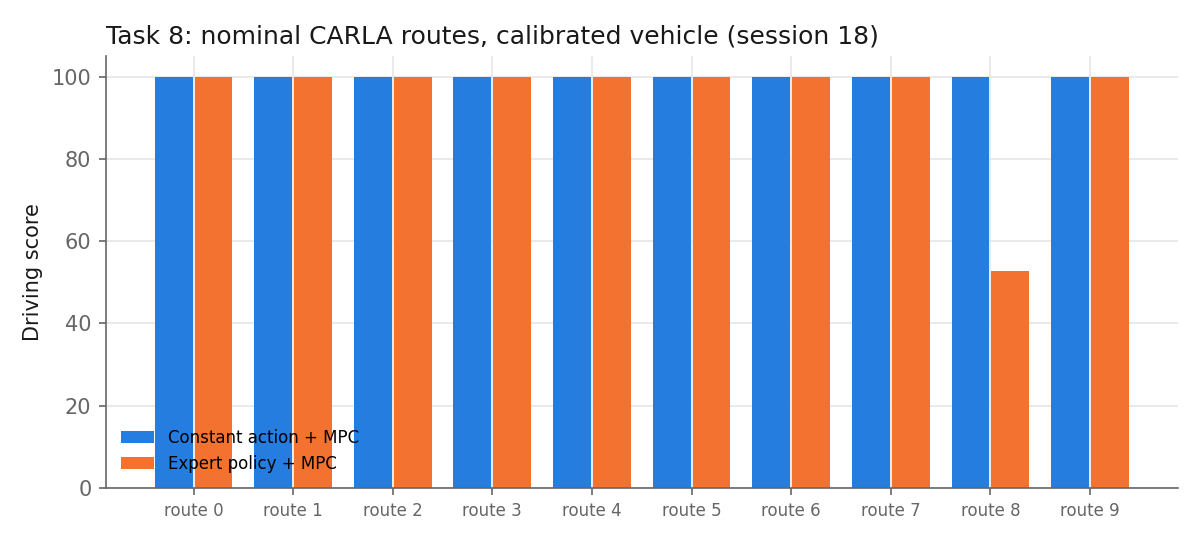 Task 8: nominal CARLA routes, calibrated vehicle (session 18)
Driving score
100
80
60
40
20
0
Constant action + MPC
Expert policy + MPC
route 0 route 1 route 2 route 3 route 4 route 5 route 6 route 7 route 8 route 9